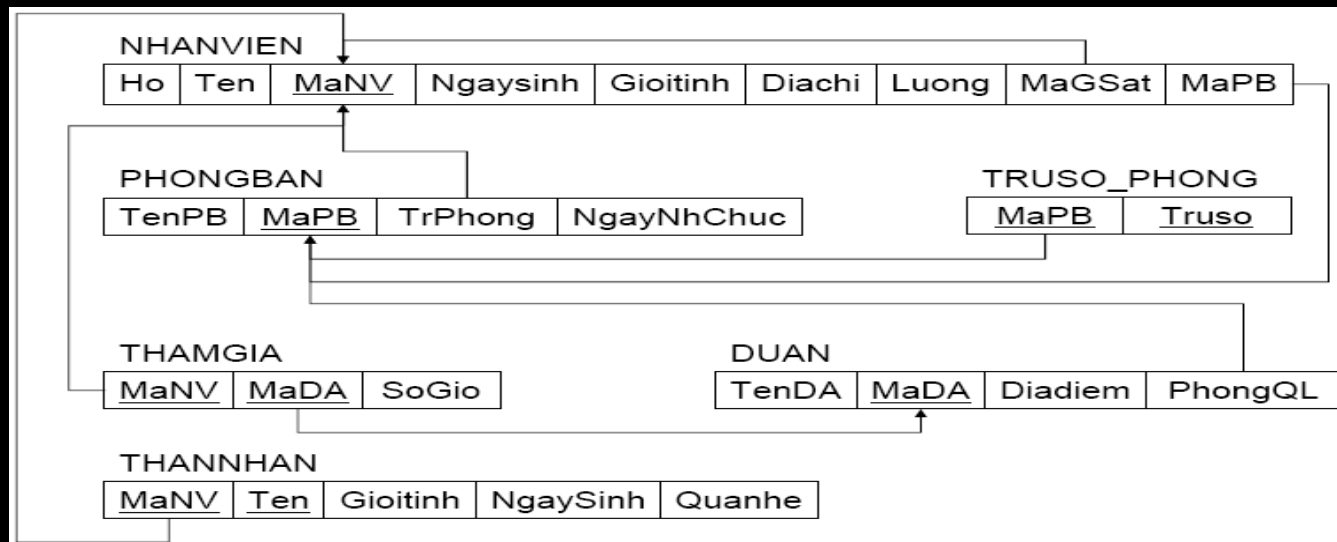 NHANVIEN
Ho Ten MaNV Ngaysinh Gioitinh Diachi Luong MaGSat MaPB
PHONGBAN
TenPB MaPB TrPhong NgayNhChuc
TRUSO_PHONG
MaPB Truso
THAMGIA
MaNV MaDA SoGio
DUAN
TenDA MaDA Diadiem PhongQL
THANNHAN
MaNV Ten Gioitinh NgaySinh Quanhe